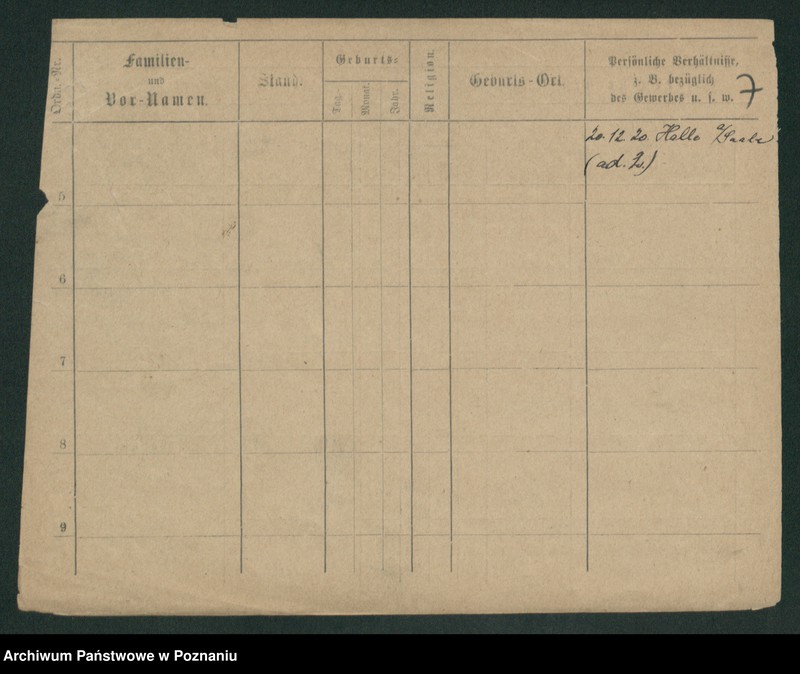 Ordn.-Nr.
Familien-
und
Vor-Namen.
Stand.
Geburts-
Tag.
Monat.
Jahr.
Religion.
Geburts-Ort.
Persönliche Verhältnisse,
z. B. bezüglich
des Gewerbes u. s. w.
7
20.12.20. Halle a/Saale
(ad. 2.)
5
6
7
8
9
Archiwum Państwowe w Poznaniu